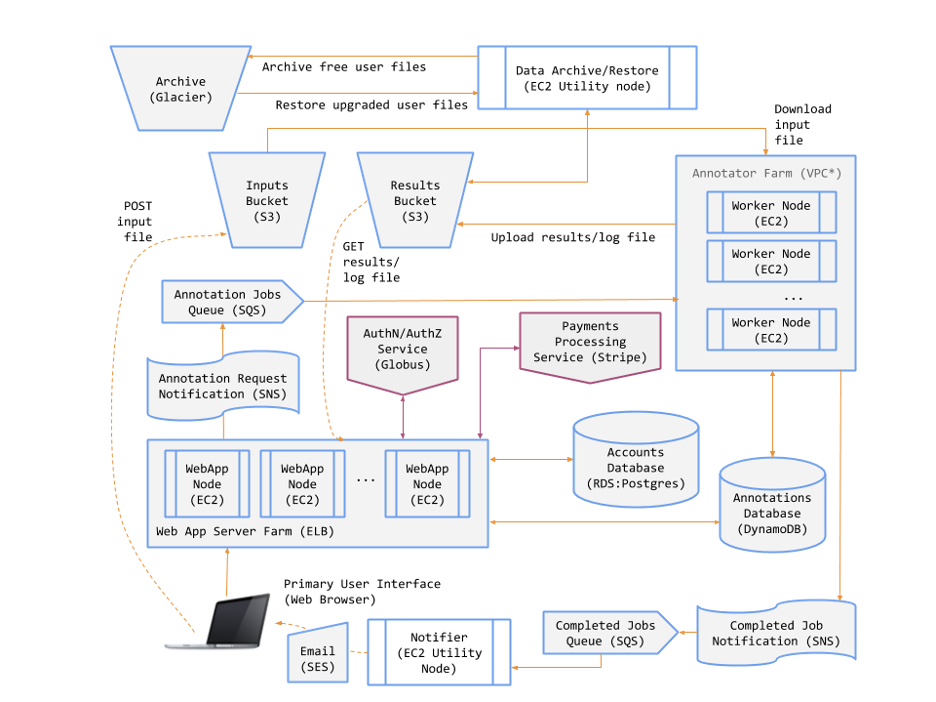 Archive
(Glacier)
Archive free user files
Restore upgraded user files
Data Archive/Restore
(EC2 Utility node)
Download
input
file
Inputs
Bucket
(S3)
Results
Bucket
(S3)
Annotator Farm (VPC*)
Worker Node
(EC2)
Worker Node
(EC2)
...
Worker Node
(EC2)
POST
input
file
GET
results/
log file
Upload results/log file
Annotation Jobs
Queue (SQS)
AuthN/AuthZ
Service
(Globus)
Payments
Processing
Service (Stripe)
Annotation Request
Notification (SNS)
WebApp
Node
(EC2)
WebApp
Node
(EC2)
...
WebApp
Node
(EC2)
Web App Server Farm (ELB)
Accounts
Database
(RDS:Postgres)
Annotations
Database
(DynamoDB)
Primary User Interface
(Web Browser)
Email
(SES)
Notifier
(EC2 Utility
Node)
Completed Jobs
Queue (SQS)
Completed Job
Notification (SNS)